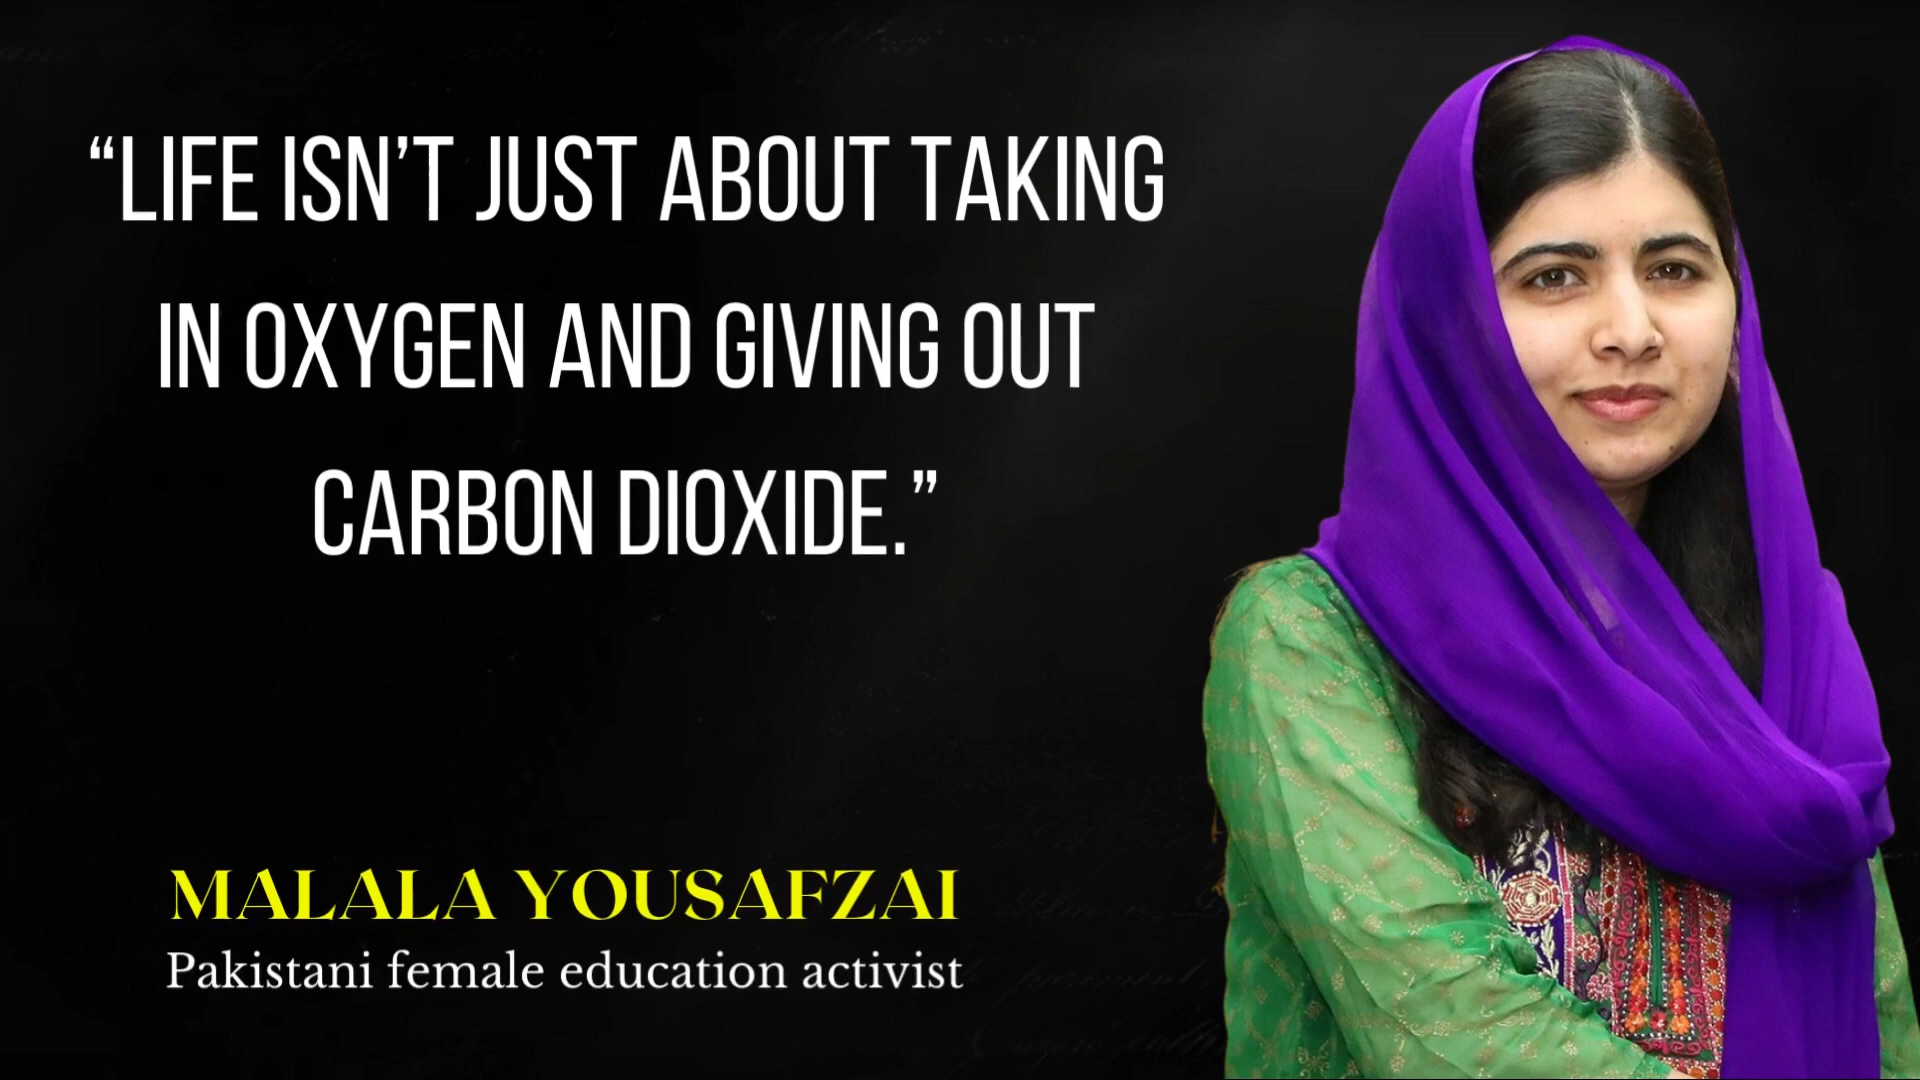 “LIFE ISN’T JUST ABOUT TAKING
IN OXYGEN AND GIVING OUT
CARBON DIOXIDE.”
MALALA YOUSAFZAI
Pakistani female education activist